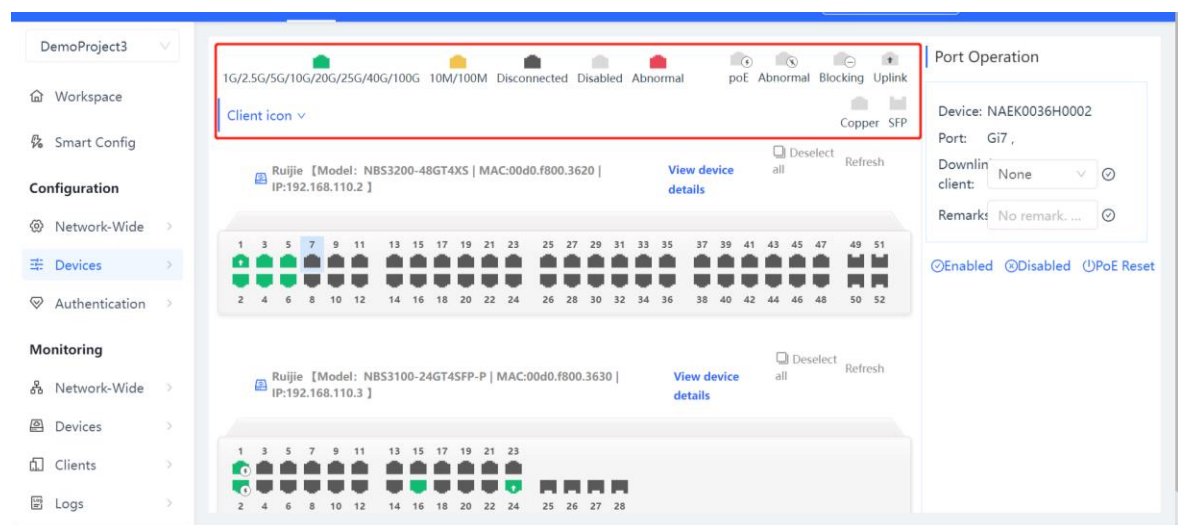 DemoProject3
Workspace
Smart Config
Configuration
Network-Wide
Devices
Authentication
Monitoring
Network-Wide
Devices
Clients
Logs
1G/2.5G/5G/10G/20G/25G/40G/100G 10M/100M Disconnected Disabled Abnormal poE Abnormal Blocking Uplink
Client icon
Copper SFP
Ruijie 【Model: NBS3200-48GT4XS | MAC:00d0.f800.3620 |
IP:192.168.110.2 】
View device
details
Deselect
all
Refresh
1 3 5 7 9 11 13 15 17 19 21 23 25 27 29 31 33 35 37 39 41 43 45 47 49 51
2 4 6 8 10 12 14 16 18 20 22 24 26 28 30 32 34 36 38 40 42 44 46 48 50 52
Ruijie 【Model: NBS3100-24GT4SFP-P | MAC:00d0.f800.3630 |
IP:192.168.110.3 】
View device
details
Deselect
all
Refresh
1 3 5 7 9 11 13 15 17 19 21 23
2 4 6 8 10 12 14 16 18 20 22 24 25 26 27 28
Port Operation
Device: NAEK0036H0002
Port: Gi7 ,
Downlin
client:
None
Remarks
No remark. ...
Enabled Disabled PoE Reset